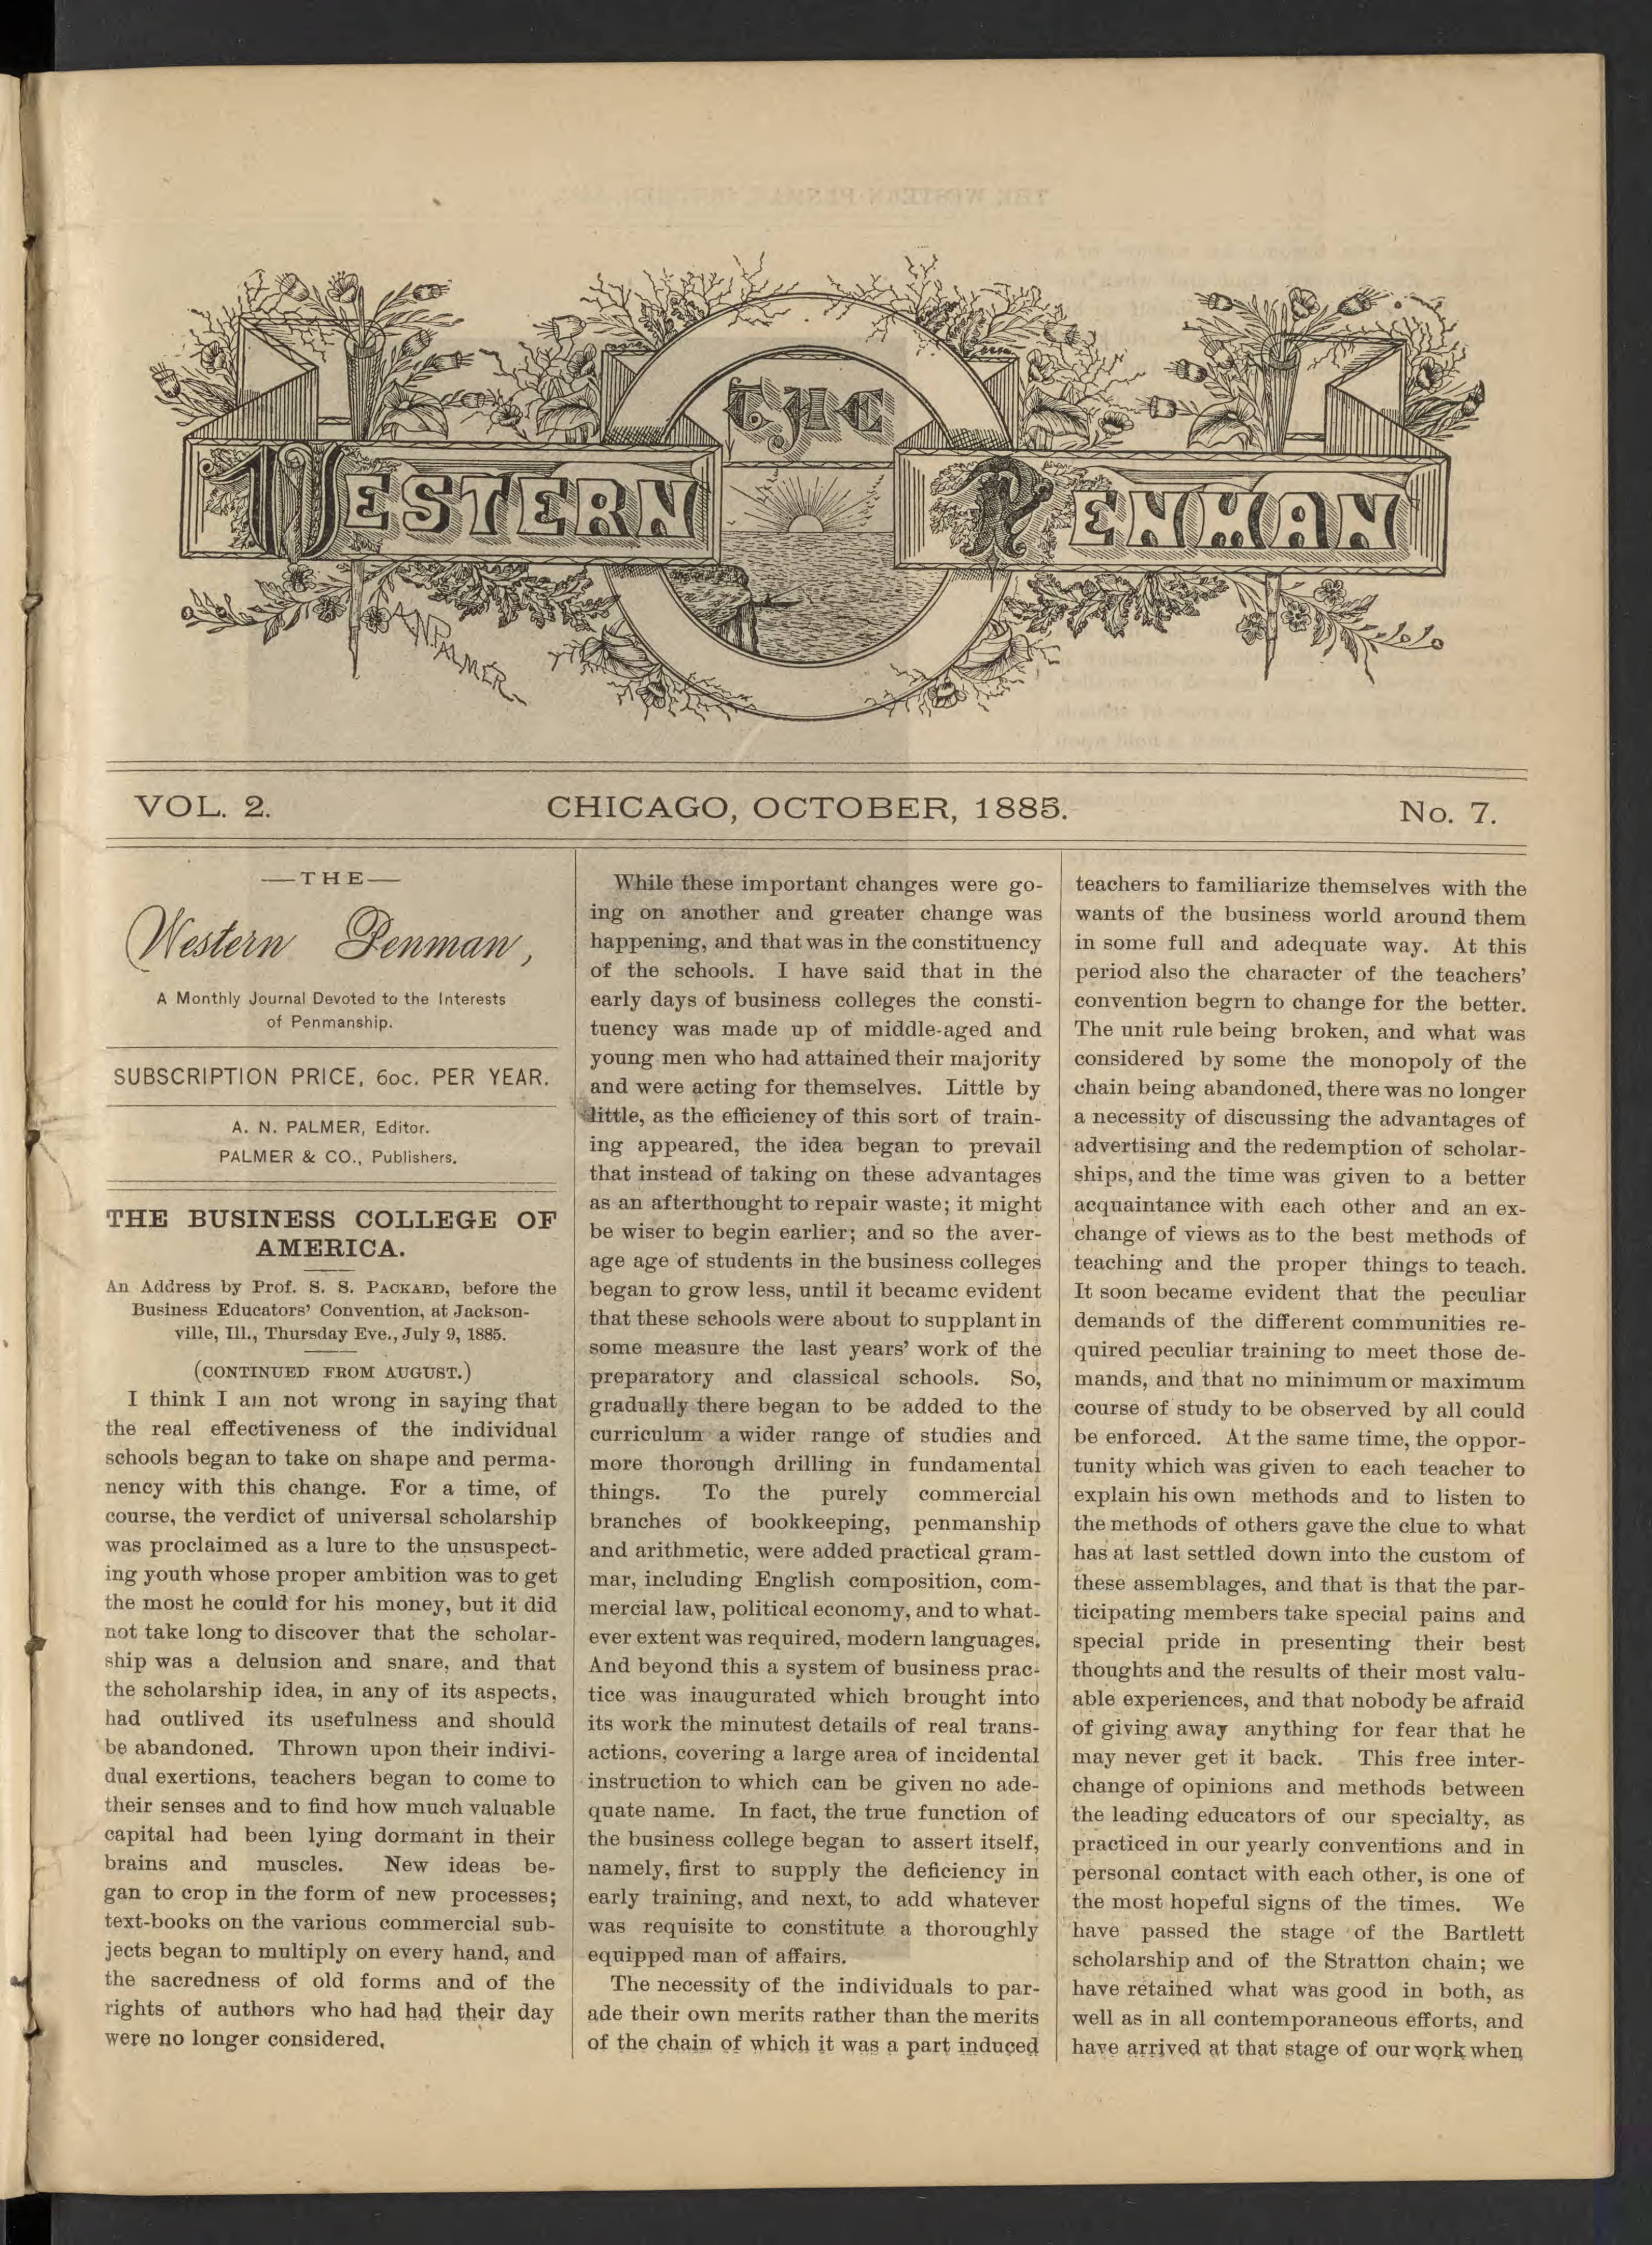 THE
WESTERN PENMAN
A.N. PALMER
VOL. 2.
CHICAGO, OCTOBER, 1885.
No. 7.
—THE—
Western Penman,
A Monthly Journal Devoted to the Interests
of Penmanship.
SUBSCRIPTION PRICE, 60c. PER YEAR.
A. N. PALMER, Editor.
PALMER & CO., Publishers.
THE BUSINESS COLLEGE OF
AMERICA.
An Address by Prof. S. S. PACKARD, before the
Business Educators' Convention, at Jackson-
ville, Ill., Thursday Eve., July 9, 1885.
(CONTINUED FROM AUGUST.)
I think I am not wrong in saying that
the real effectiveness of the individual
schools began to take on shape and perma-
nency with this change. For a time, of
course, the verdict of universal scholarship
was proclaimed as a lure to the unsuspect-
ing youth whose proper ambition was to get
the most he could for his money, but it did
not take long to discover that the scholar-
ship was a delusion and snare, and that
the scholarship idea, in any of its aspects,
had outlived its usefulness and should
be abandoned. Thrown upon their indivi-
dual exertions, teachers began to come to
their senses and to find how much valuable
capital had been lying dormant in their
brains and muscles. New ideas be-
gan to crop in the form of new processes;
text-books on the various commercial sub-
jects began to multiply on every hand, and
the sacredness of old forms and of the
rights of authors who had had their day
were no longer considered,
While these important changes were go-
ing on another and greater change was
happening, and that was in the constituency
of the schools. I have said that in the
early days of business colleges the consti-
tuency was made up of middle-aged and
young men who had attained their majority
and were acting for themselves. Little by
little, as the efficiency of this sort of train-
ing appeared, the idea began to prevail
that instead of taking on these advantages
as an afterthought to repair waste; it might
be wiser to begin earlier; and so the aver-
age age of students in the business colleges
began to grow less, until it became evident
that these schools were about to supplant in
some measure the last years' work of the
preparatory and classical schools. So,
gradually there began to be added to the
curriculum a wider range of studies and
more thorough drilling in fundamental
things. To the purely commercial
branches of bookkeeping, penmanship
and arithmetic, were added practical gram-
mar, including English composition, com-
mercial law, political economy, and to what-
ever extent was required, modern languages.
And beyond this a system of business prac-
tice was inaugurated which brought into
its work the minutest details of real trans-
actions, covering a large area of incidental
instruction to which can be given no ade-
quate name. In fact, the true function of
the business college began to assert itself,
namely, first to supply the deficiency in
early training, and next, to add whatever
was requisite to constitute a thoroughly
equipped man of affairs.
The necessity of the individuals to par-
ade their own merits rather than the merits
of the chain of which it was a part induced
teachers to familiarize themselves with the
wants of the business world around them
in some full and adequate way. At this
period also the character of the teachers'
convention begrn to change for the better.
The unit rule being broken, and what was
considered by some the monopoly of the
chain being abandoned, there was no longer
a necessity of discussing the advantages of
advertising and the redemption of scholar-
ships, and the time was given to a better
acquaintance with each other and an ex-
change of views as to the best methods of
teaching and the proper things to teach.
It soon became evident that the peculiar
demands of the different communities re-
quired peculiar training to meet those de-
mands, and that no minimum or maximum
course of study to be observed by all could
be enforced. At the same time, the oppor-
tunity which was given to each teacher to
explain his own methods and to listen to
the methods of others gave the clue to what
has at last settled down into the custom of
these assemblages, and that is that the par-
ticipating members take special pains and
special pride in presenting their best
thoughts and the results of their most valu-
able experiences, and that nobody be afraid
of giving away anything for fear that he
may never get it back. This free inter-
change of opinions and methods between
the leading educators of our specialty, as
practiced in our yearly conventions and in
personal contact with each other, is one of
the most hopeful signs of the times. We
have passed the stage of the Bartlett
scholarship and of the Stratton chain; we
have retained what was good in both, as
well as in all contemporaneous efforts, and
have arrived at that stage of our work when